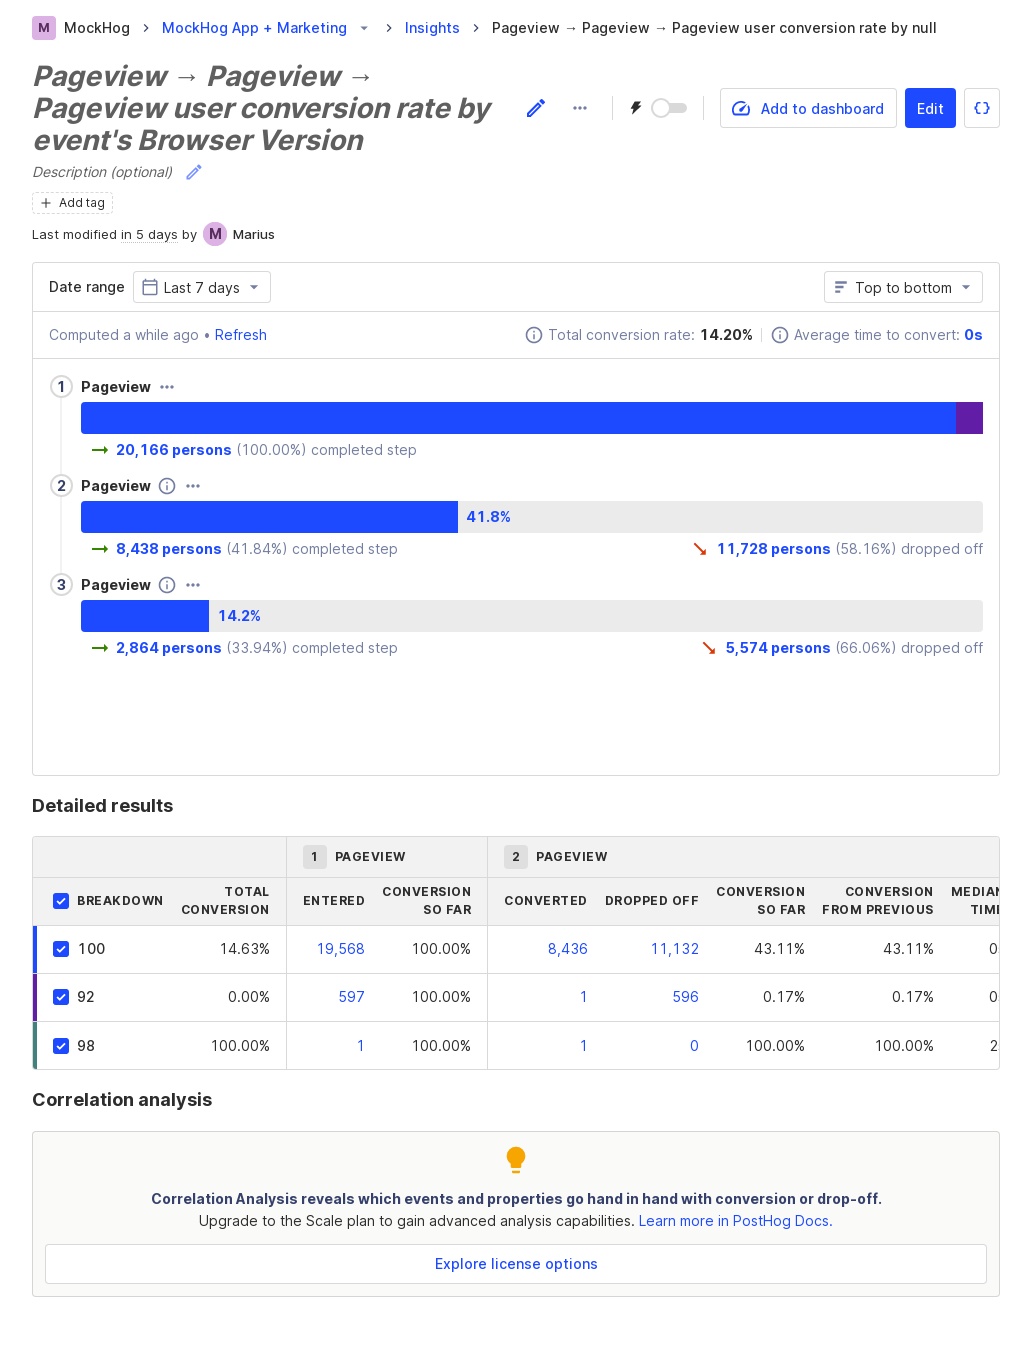 M MockHog > MockHog App + Marketing > Insights > Pageview → Pageview → Pageview user conversion rate by null
Pageview → Pageview →
Pageview user conversion rate by
event's Browser Version
Add to dashboard
Edit
Description (optional)
Add tag
Last modified in 5 days by M Marius
Date range Last 7 days Top to bottom
Computed a while ago • Refresh Total conversion rate: 14.20% Average time to convert: 0s
1 Pageview
20,166 persons (100.00%) completed step
2 Pageview
41.8%
8,438 persons (41.84%) completed step 11,728 persons (58.16%) dropped off
3 Pageview
14.2%
2,864 persons (33.94%) completed step 5,574 persons (66.06%) dropped off
Detailed results
1 PAGEVIEW 2 PAGEVIEW
BREAKDOWN TOTAL CONVERSION ENTERED CONVERSION SO FAR CONVERTED DROPPED OFF CONVERSION SO FAR CONVERSION FROM PREVIOUS MEDIAN
100 14.63% 19,568 100.00% 8,436 11,132 43.11% 43.11% 0
92 0.00% 597 100.00% 1 596 0.17% 0.17% 0
98 100.00% 1 100.00% 1 0 100.00% 100.00% 2
Correlation analysis
Correlation Analysis reveals which events and properties go hand in hand with conversion or drop-off.
Upgrade to the Scale plan to gain advanced analysis capabilities. Learn more in PostHog Docs.
Explore license options